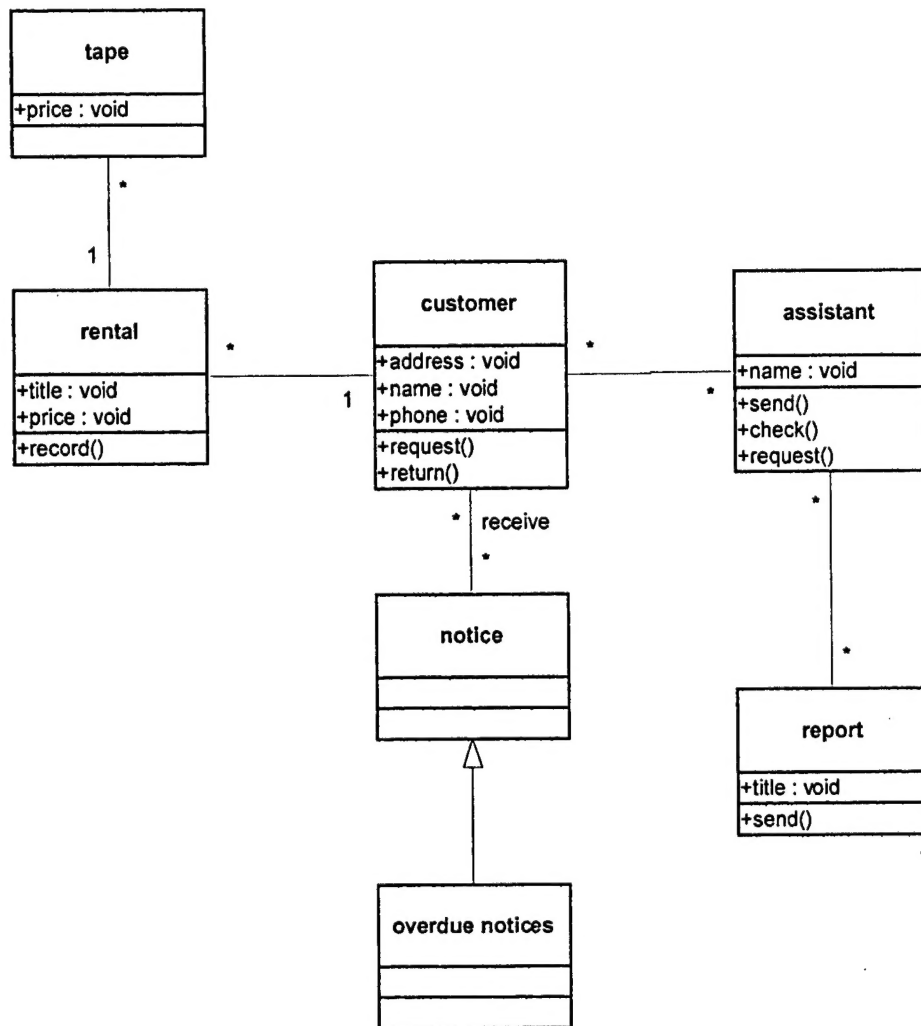 tape
+price : void
*
1
rental
+title : void
+price : void
+record()
*
1
customer
+address : void
+name : void
+phone : void
+request()
+return()
*
*
assistant
+name : void
+send()
+check()
+request()
* receive
*
notice
*
*
report
+title : void
+send()
overdue notices